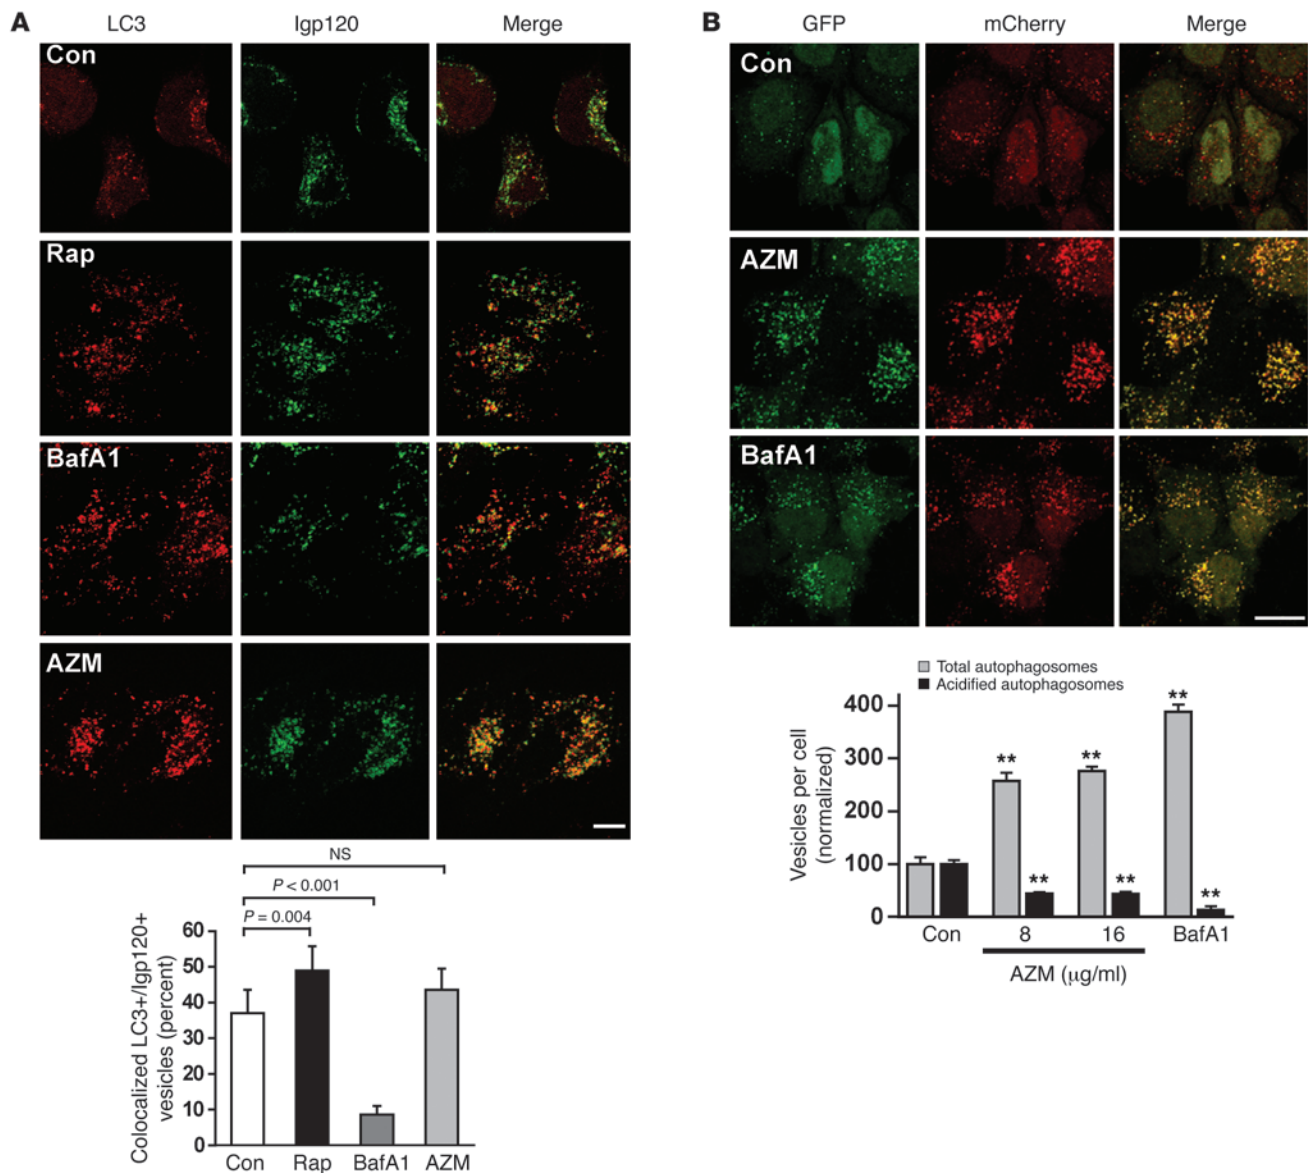 A
LC3
lgp120
Merge
Con
Rap
BafA1
AZM
NS
P < 0.001
P = 0.004
Colocalized LC3+/lgp120+
vesicles (percent)
60
50
40
30
20
10
0
Con Rap BafA1 AZM
B
GFP
mCherry
Merge
Con
AZM
BafA1
Total autophagosomes
Acidified autophagosomes
Vesicles per cell
(normalized)
400
300
200
100
0
**
**
**
**
**
**
Con 8 16 BafA1
AZM (μg/ml)